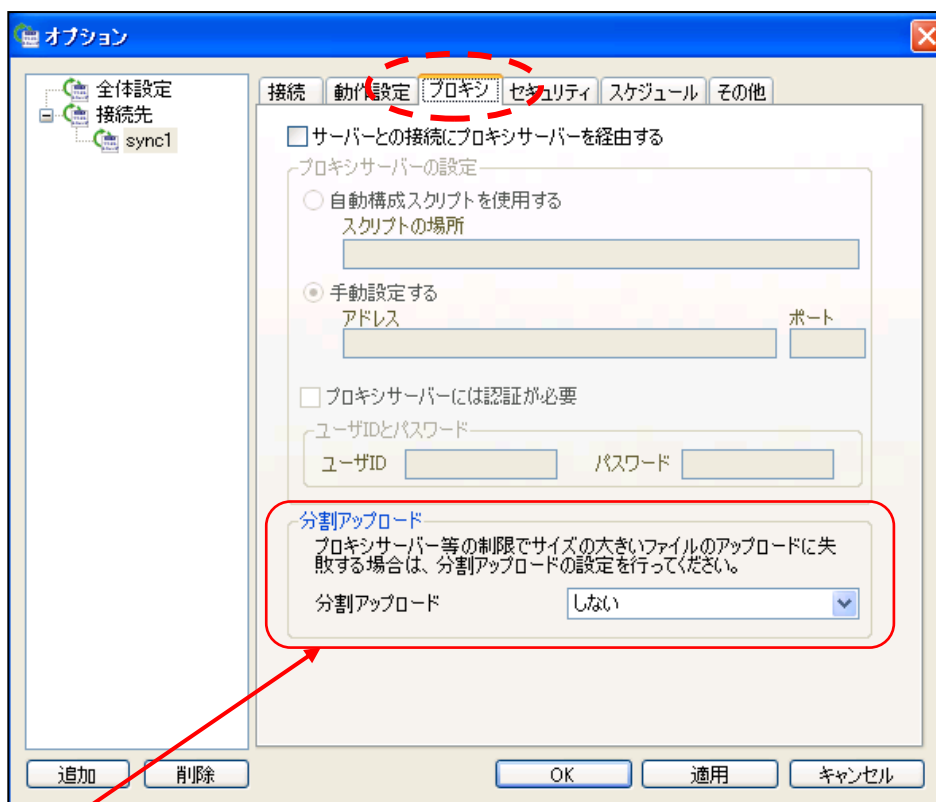 オプション
全体設定
接続先
sync1
接続 動作設定 プロキシ セキュリティ スケジュール その他
サーバーとの接続にプロキシサーバーを経由する
プロキシサーバーの設定
自動構成スクリプトを使用する
スクリプトの場所
手動設定する
アドレス ポート
プロキシサーバーには認証が必要
ユーザIDとパスワード
ユーザID パスワード
分割アップロード
プロキシサーバー等の制限でサイズの大きいファイルのアップロードに失
敗する場合は、分割アップロードの設定を行ってください。
分割アップロード しない
追加 削除 OK 適用 キャンセル